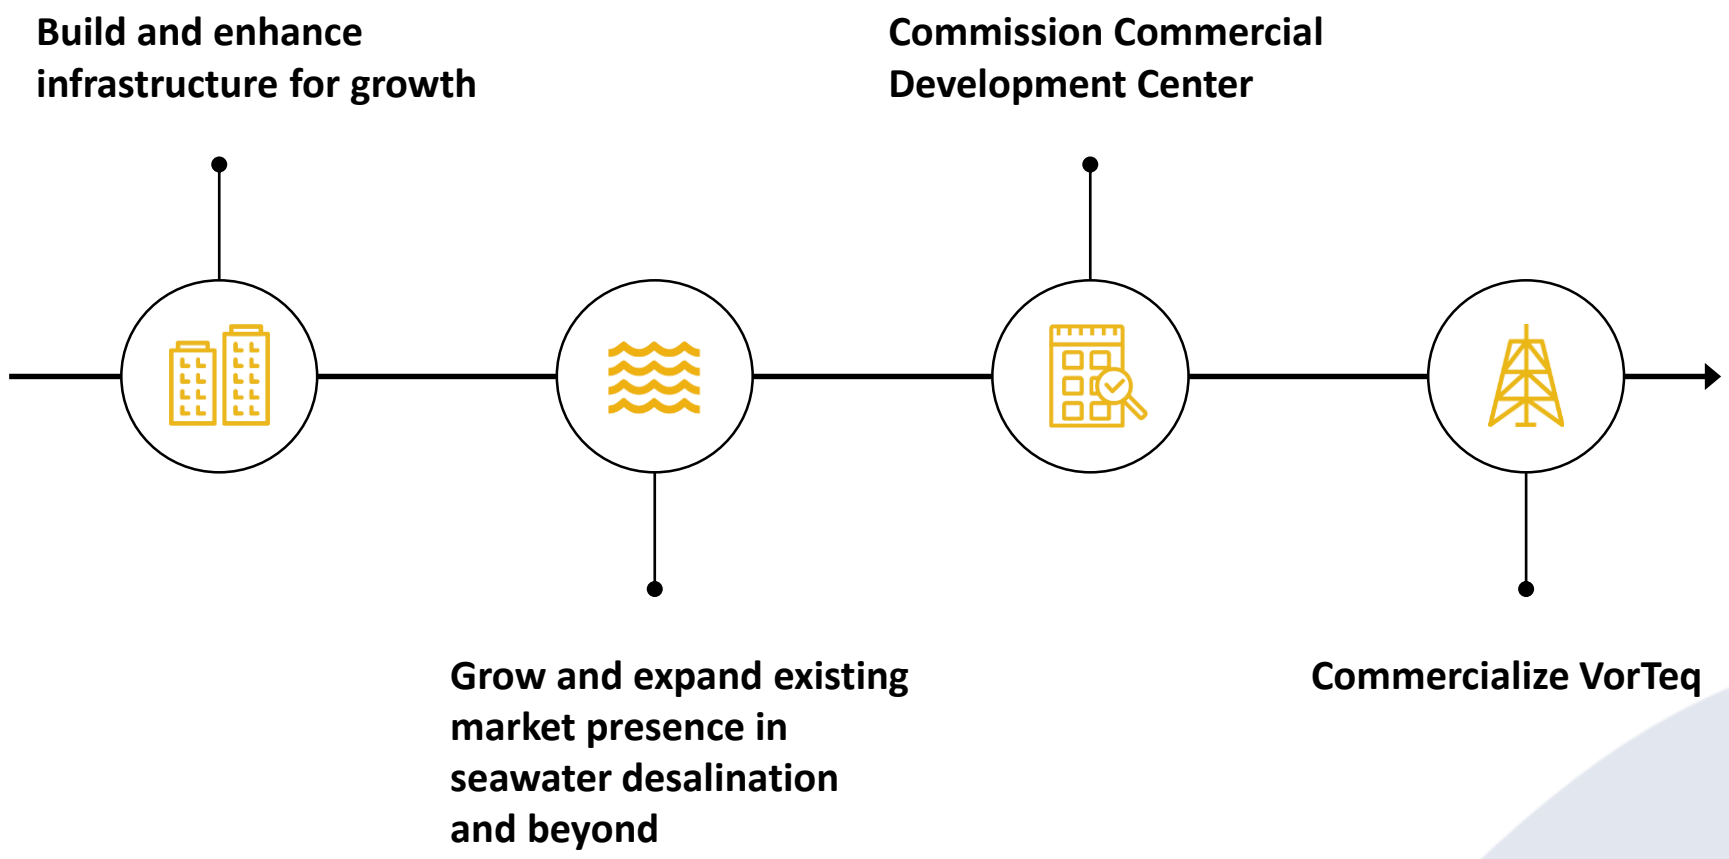 Build and enhance
infrastructure for growth
Commission Commercial
Development Center
Grow and expand existing
market presence in
seawater desalination
and beyond
Commercialize VorTeq